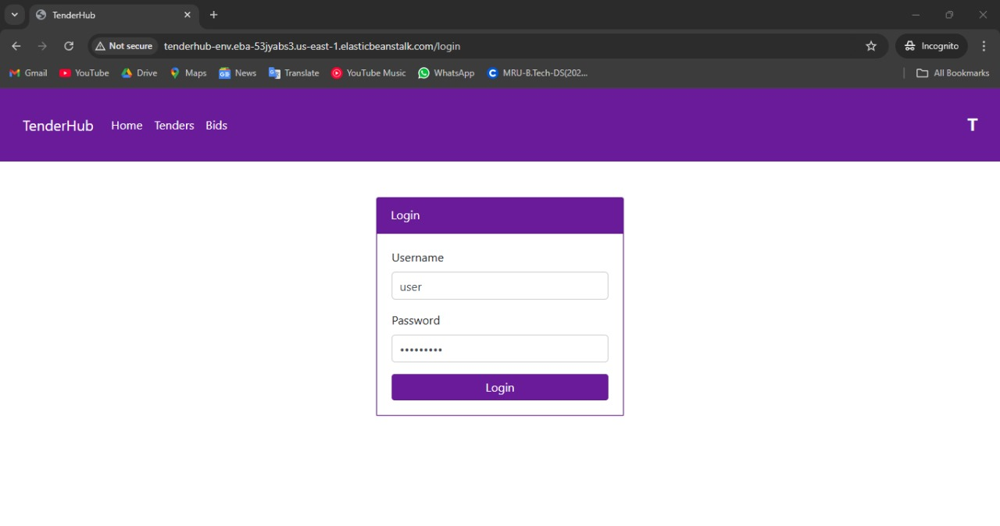 TenderHub
Not secure tenderhub-env.eba-53jyabs3.us-east-1.elasticbeanstalk.com/login Incognito
Gmail YouTube Drive Maps News Translate YouTube Music WhatsApp MRU-B.Tech-DS(202... All Bookmarks
TenderHub Home Tenders Bids T
Login
Username
user
Password
•••••••••
Login